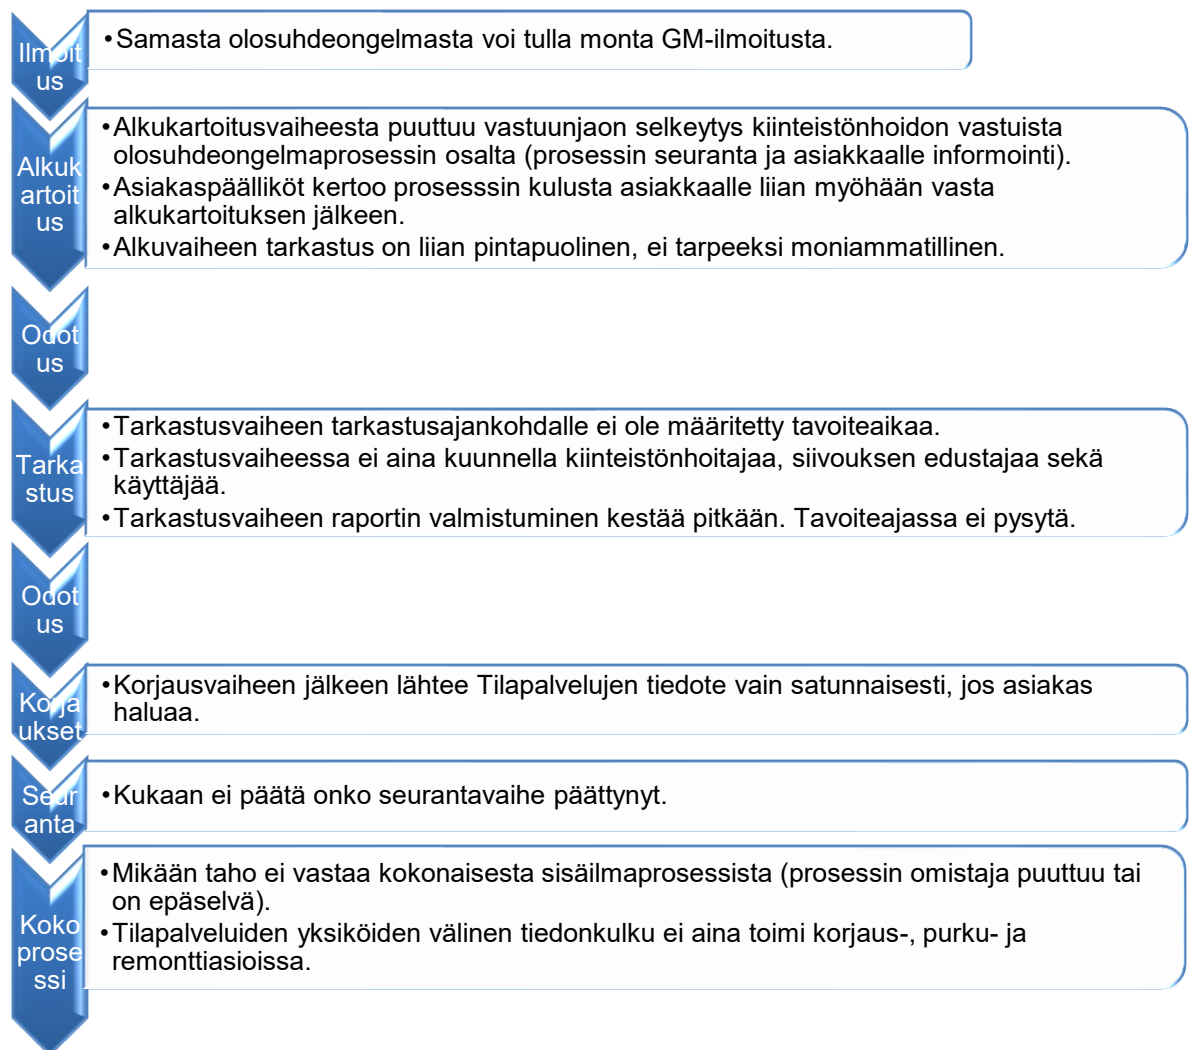 Ilmoit
us
•Samasta olosuhdeongelmasta voi tulla monta GM-ilmoitusta.
Alkuk
artoit
us
•Alkukartoitusvaiheesta puuttuu vastuunjaon selkeytys kiinteistönhoidon vastuista
olosuhdeongelmaprosessin osalta (prosessin seuranta ja asiakkaalle informointi).
•Asiakaspäälliköt kertoo prosesssin kulusta asiakkaalle liian myöhään vasta
alkukartoituksen jälkeen.
•Alkuvaiheen tarkastus on liian pintapuolinen, ei tarpeeksi moniammatillinen.
Odot
us
Tarka
stus
•Tarkastusvaiheen tarkastusajankohdalle ei ole määritetty tavoiteaikaa.
•Tarkastusvaiheessa ei aina kuunnella kiinteistönhoitajaa, siivouksen edustajaa sekä
käyttäjää.
•Tarkastusvaiheen raportin valmistuminen kestää pitkään. Tavoiteajassa ei pysytä.
Odot
us
Korja
ukset
•Korjausvaiheen jälkeen lähtee Tilapalvelujen tiedote vain satunnaisesti, jos asiakas
haluaa.
Seur
anta
•Kukaan ei päätä onko seurantavaihe päättynyt.
Koko
prose
ssi
•Mikään taho ei vastaa kokonaisesta sisäilmaprosessista (prosessin omistaja puuttuu tai
on epäselvä).
•Tilapalveluiden yksiköiden välinen tiedonkulku ei aina toimi korjaus-, purku- ja
remonttiasioissa.